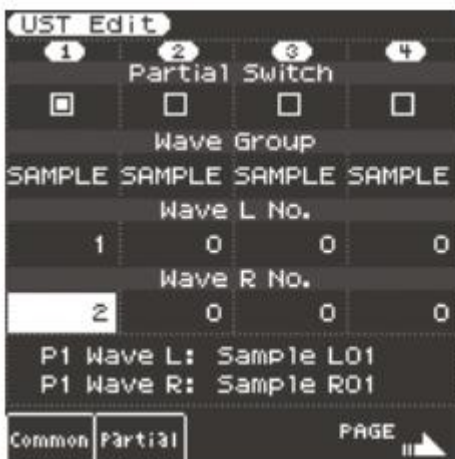 UST Edit
1 2 3 4
Partial Switch
Wave Group
SAMPLE SAMPLE SAMPLE SAMPLE
Wave L No.
1 0 0 0
Wave R No.
2 0 0 0
P1 Wave L: Sample L01
P1 Wave R: Sample R01
Common Partial PAGE